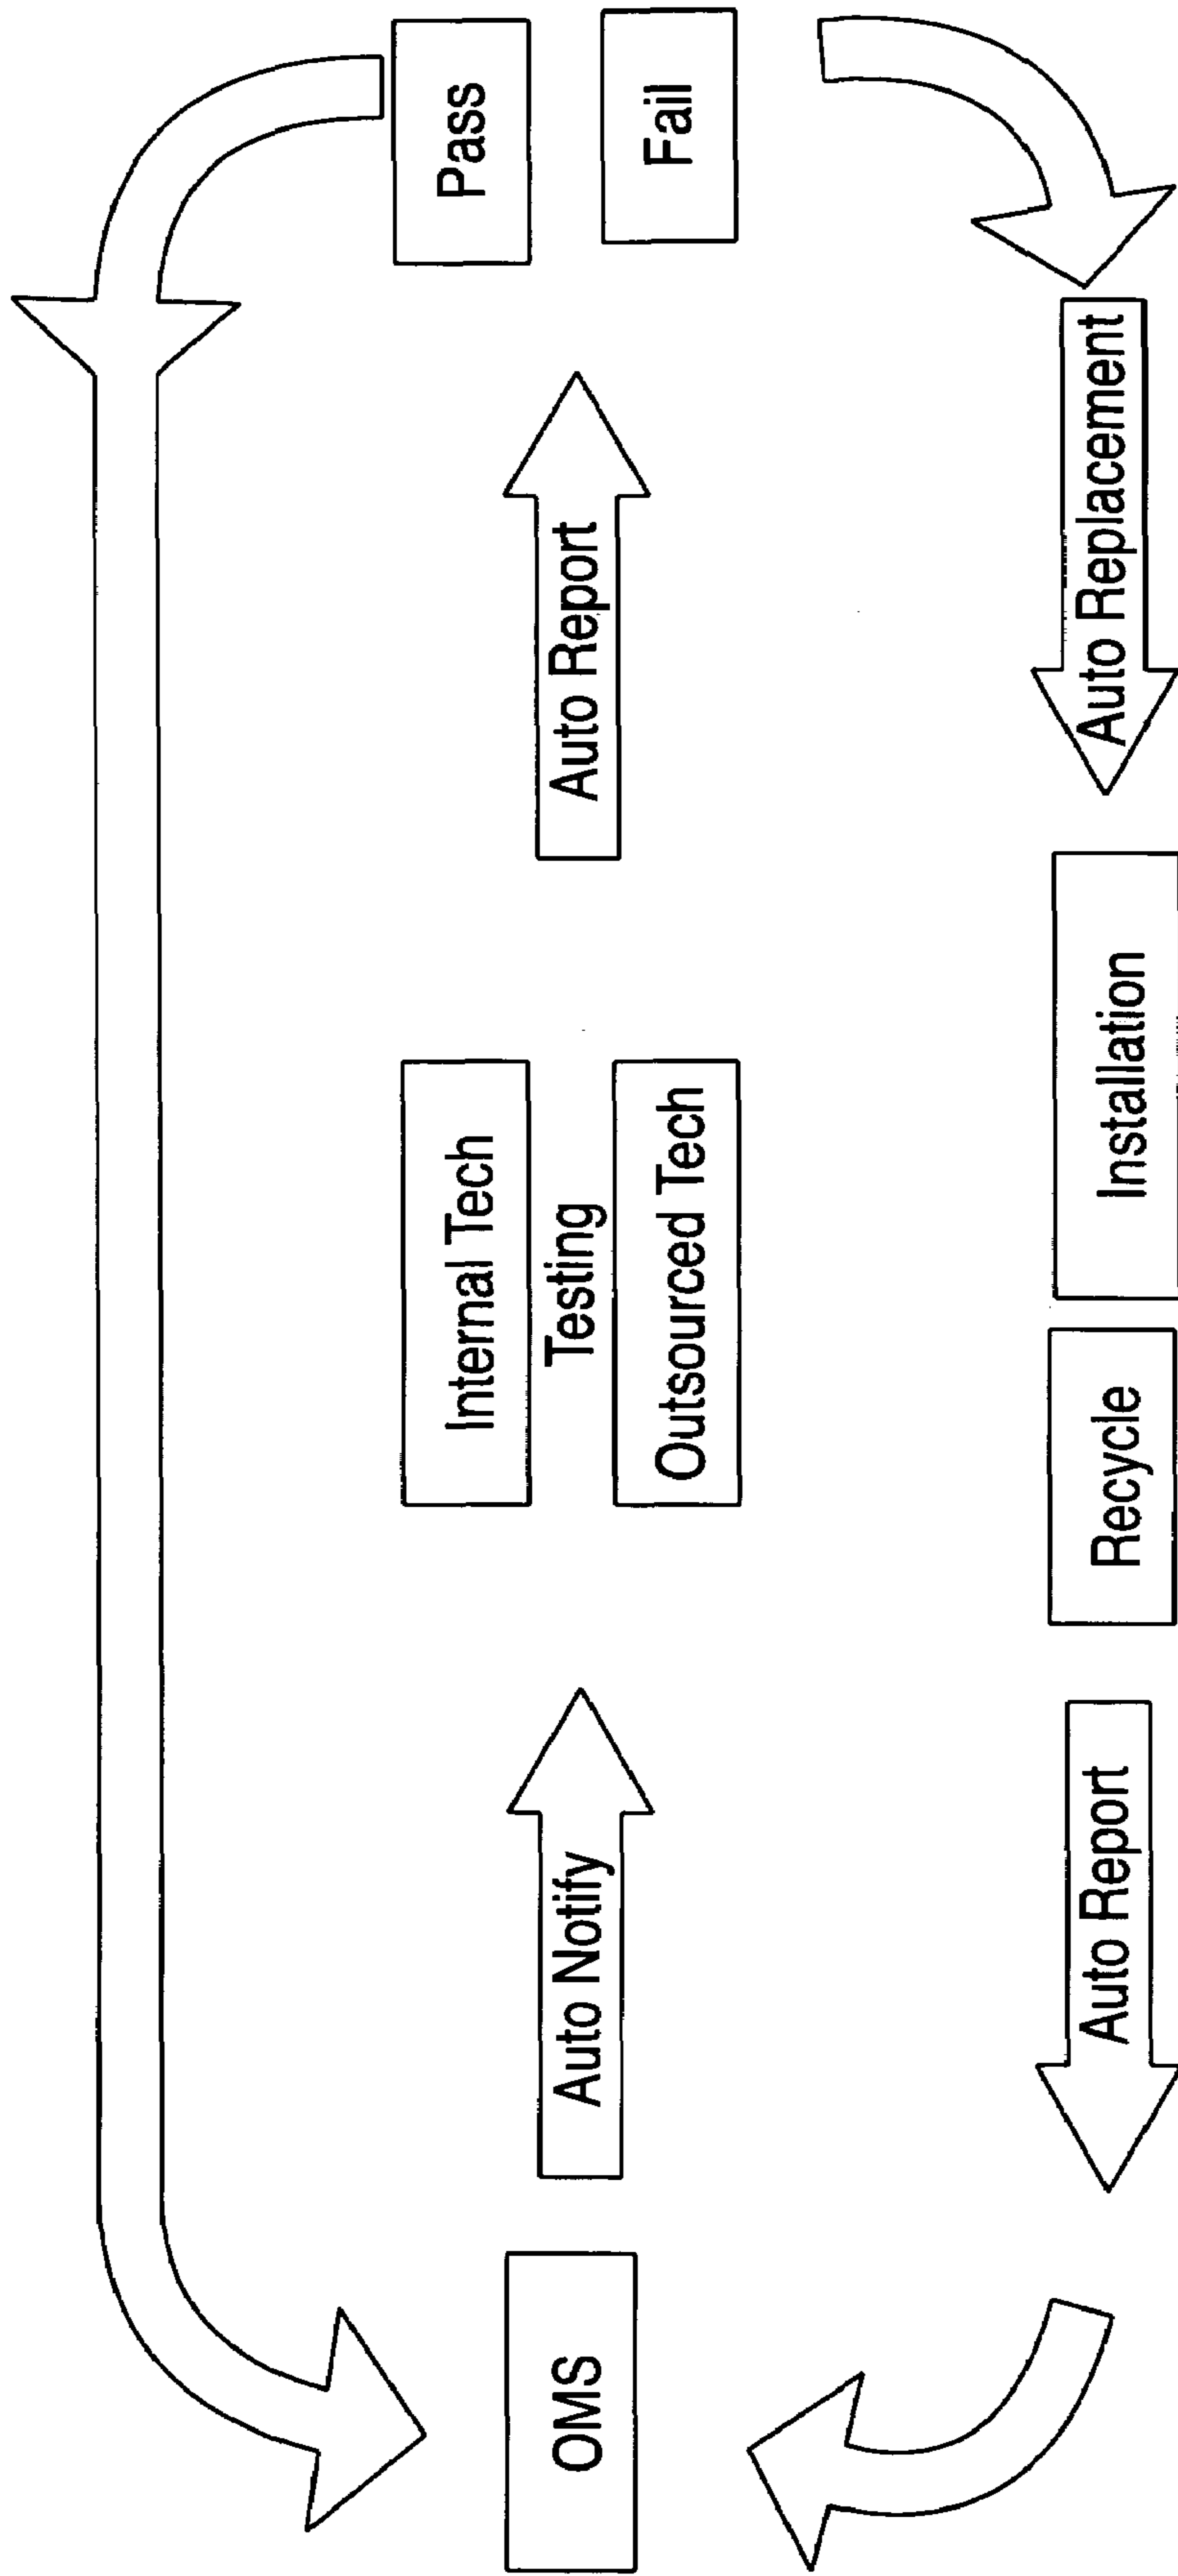 OMS
Auto Notify
Internal Tech
Testing
Outsourced Tech
Auto Report
Pass
Fail
Auto Replacement
Installation
Recycle
Auto Report